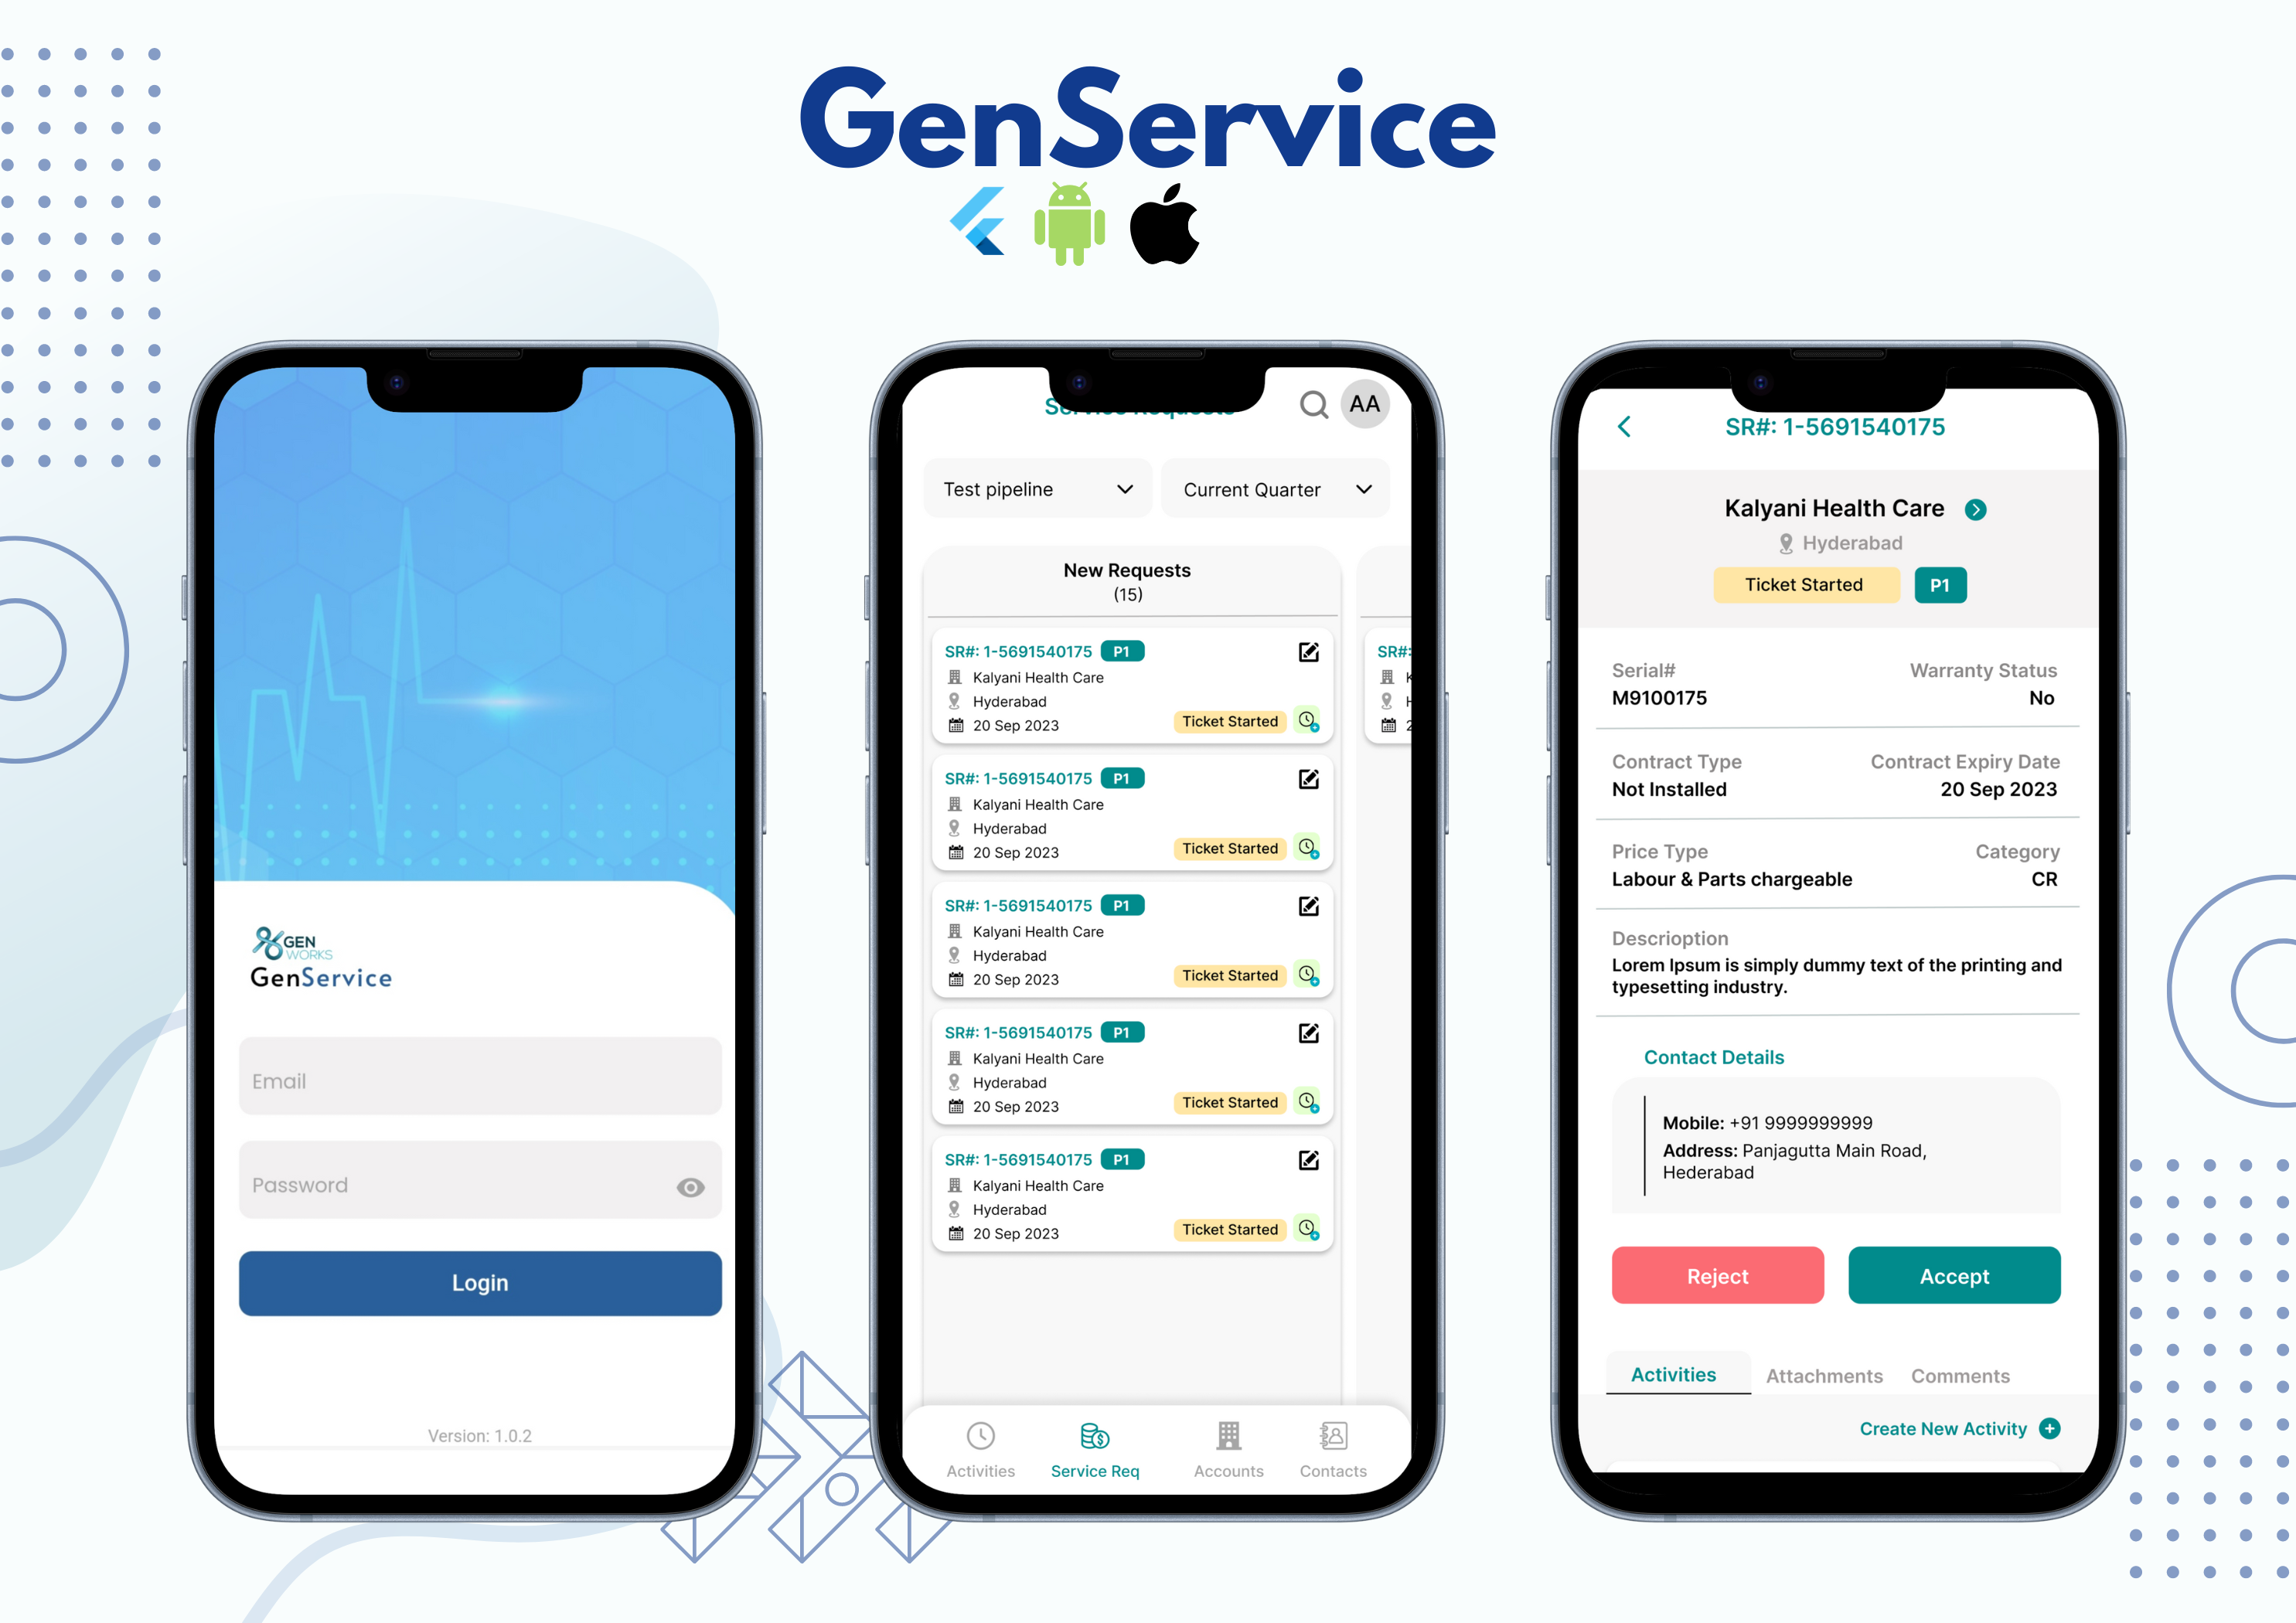 GenService
GEN
WORKS
GenService
Email
Password
Login
Version: 1.0.2
Service Requests
AA
Test pipeline
Current Quarter
New Requests
(15)
SR#: 1-5691540175 P1
Kalyani Health Care
Hyderabad
20 Sep 2023
Ticket Started
SR#: 1-5691540175 P1
Kalyani Health Care
Hyderabad
20 Sep 2023
Ticket Started
SR#: 1-5691540175 P1
Kalyani Health Care
Hyderabad
20 Sep 2023
Ticket Started
SR#: 1-5691540175 P1
Kalyani Health Care
Hyderabad
20 Sep 2023
Ticket Started
SR#: 1-5691540175 P1
Kalyani Health Care
Hyderabad
20 Sep 2023
Ticket Started
SR#:
Activities
Service Req
Accounts
Contacts
SR#: 1-5691540175
Kalyani Health Care
Hyderabad
Ticket Started
P1
Serial#
Warranty Status
M9100175
No
Contract Type
Contract Expiry Date
Not Installed
20 Sep 2023
Price Type
Category
Labour & Parts chargeable
CR
Descrioption
Lorem Ipsum is simply dummy text of the printing and
typesetting industry.
Contact Details
Mobile: +91 9999999999
Address: Panjagutta Main Road,
Hederabad
Reject
Accept
Activities
Attachments
Comments
Create New Activity